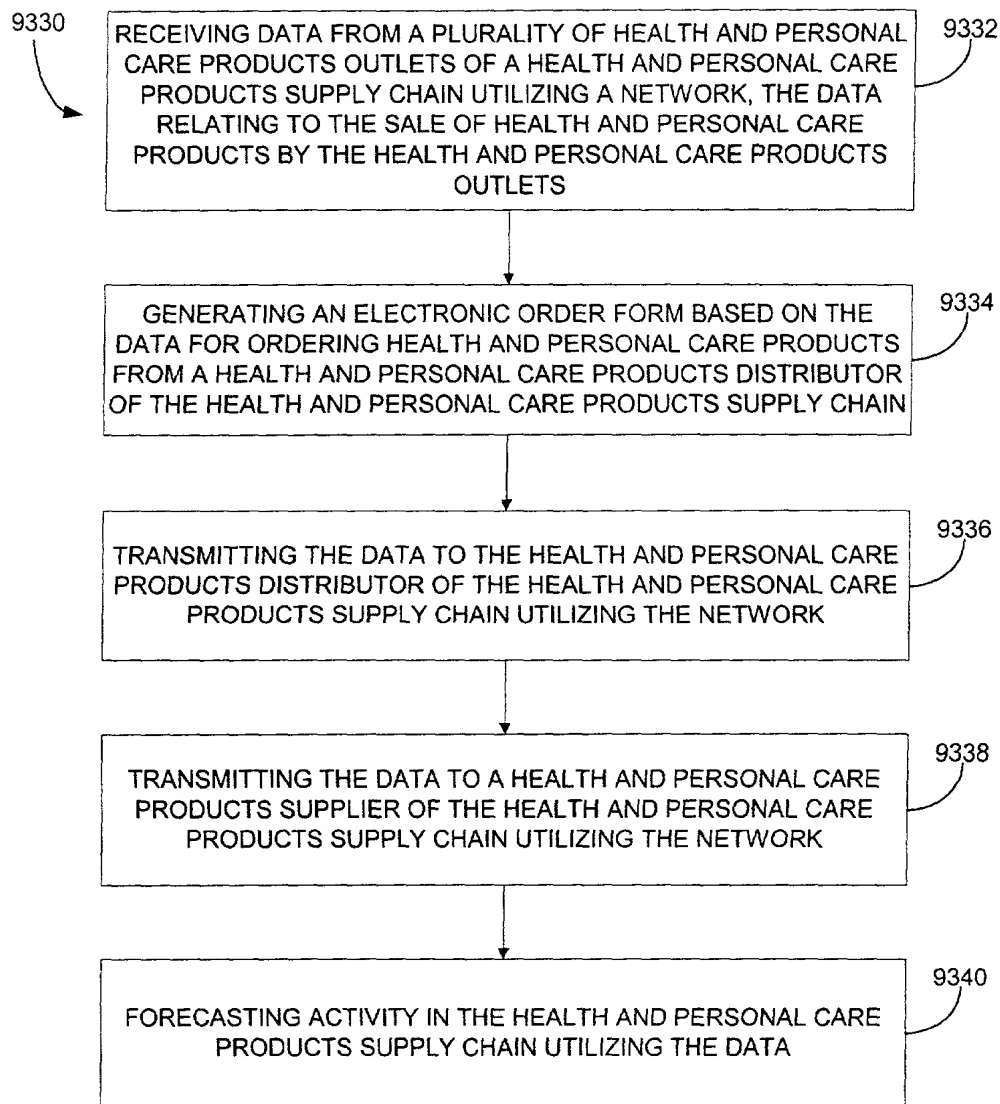 9330
RECEIVING DATA FROM A PLURALITY OF HEALTH AND PERSONAL
CARE PRODUCTS OUTLETS OF A HEALTH AND PERSONAL CARE
PRODUCTS SUPPLY CHAIN UTILIZING A NETWORK, THE DATA
RELATING TO THE SALE OF HEALTH AND PERSONAL CARE
PRODUCTS BY THE HEALTH AND PERSONAL CARE PRODUCTS
OUTLETS
9332
GENERATING AN ELECTRONIC ORDER FORM BASED ON THE
DATA FOR ORDERING HEALTH AND PERSONAL CARE PRODUCTS
FROM A HEALTH AND PERSONAL CARE PRODUCTS DISTRIBUTOR
OF THE HEALTH AND PERSONAL CARE PRODUCTS SUPPLY CHAIN
9334
TRANSMITTING THE DATA TO THE HEALTH AND PERSONAL CARE
PRODUCTS DISTRIBUTOR OF THE HEALTH AND PERSONAL CARE
PRODUCTS SUPPLY CHAIN UTILIZING THE NETWORK
9336
TRANSMITTING THE DATA TO A HEALTH AND PERSONAL CARE
PRODUCTS SUPPLIER OF THE HEALTH AND PERSONAL CARE
PRODUCTS SUPPLY CHAIN UTILIZING THE NETWORK
9338
FORECASTING ACTIVITY IN THE HEALTH AND PERSONAL CARE
PRODUCTS SUPPLY CHAIN UTILIZING THE DATA
9340